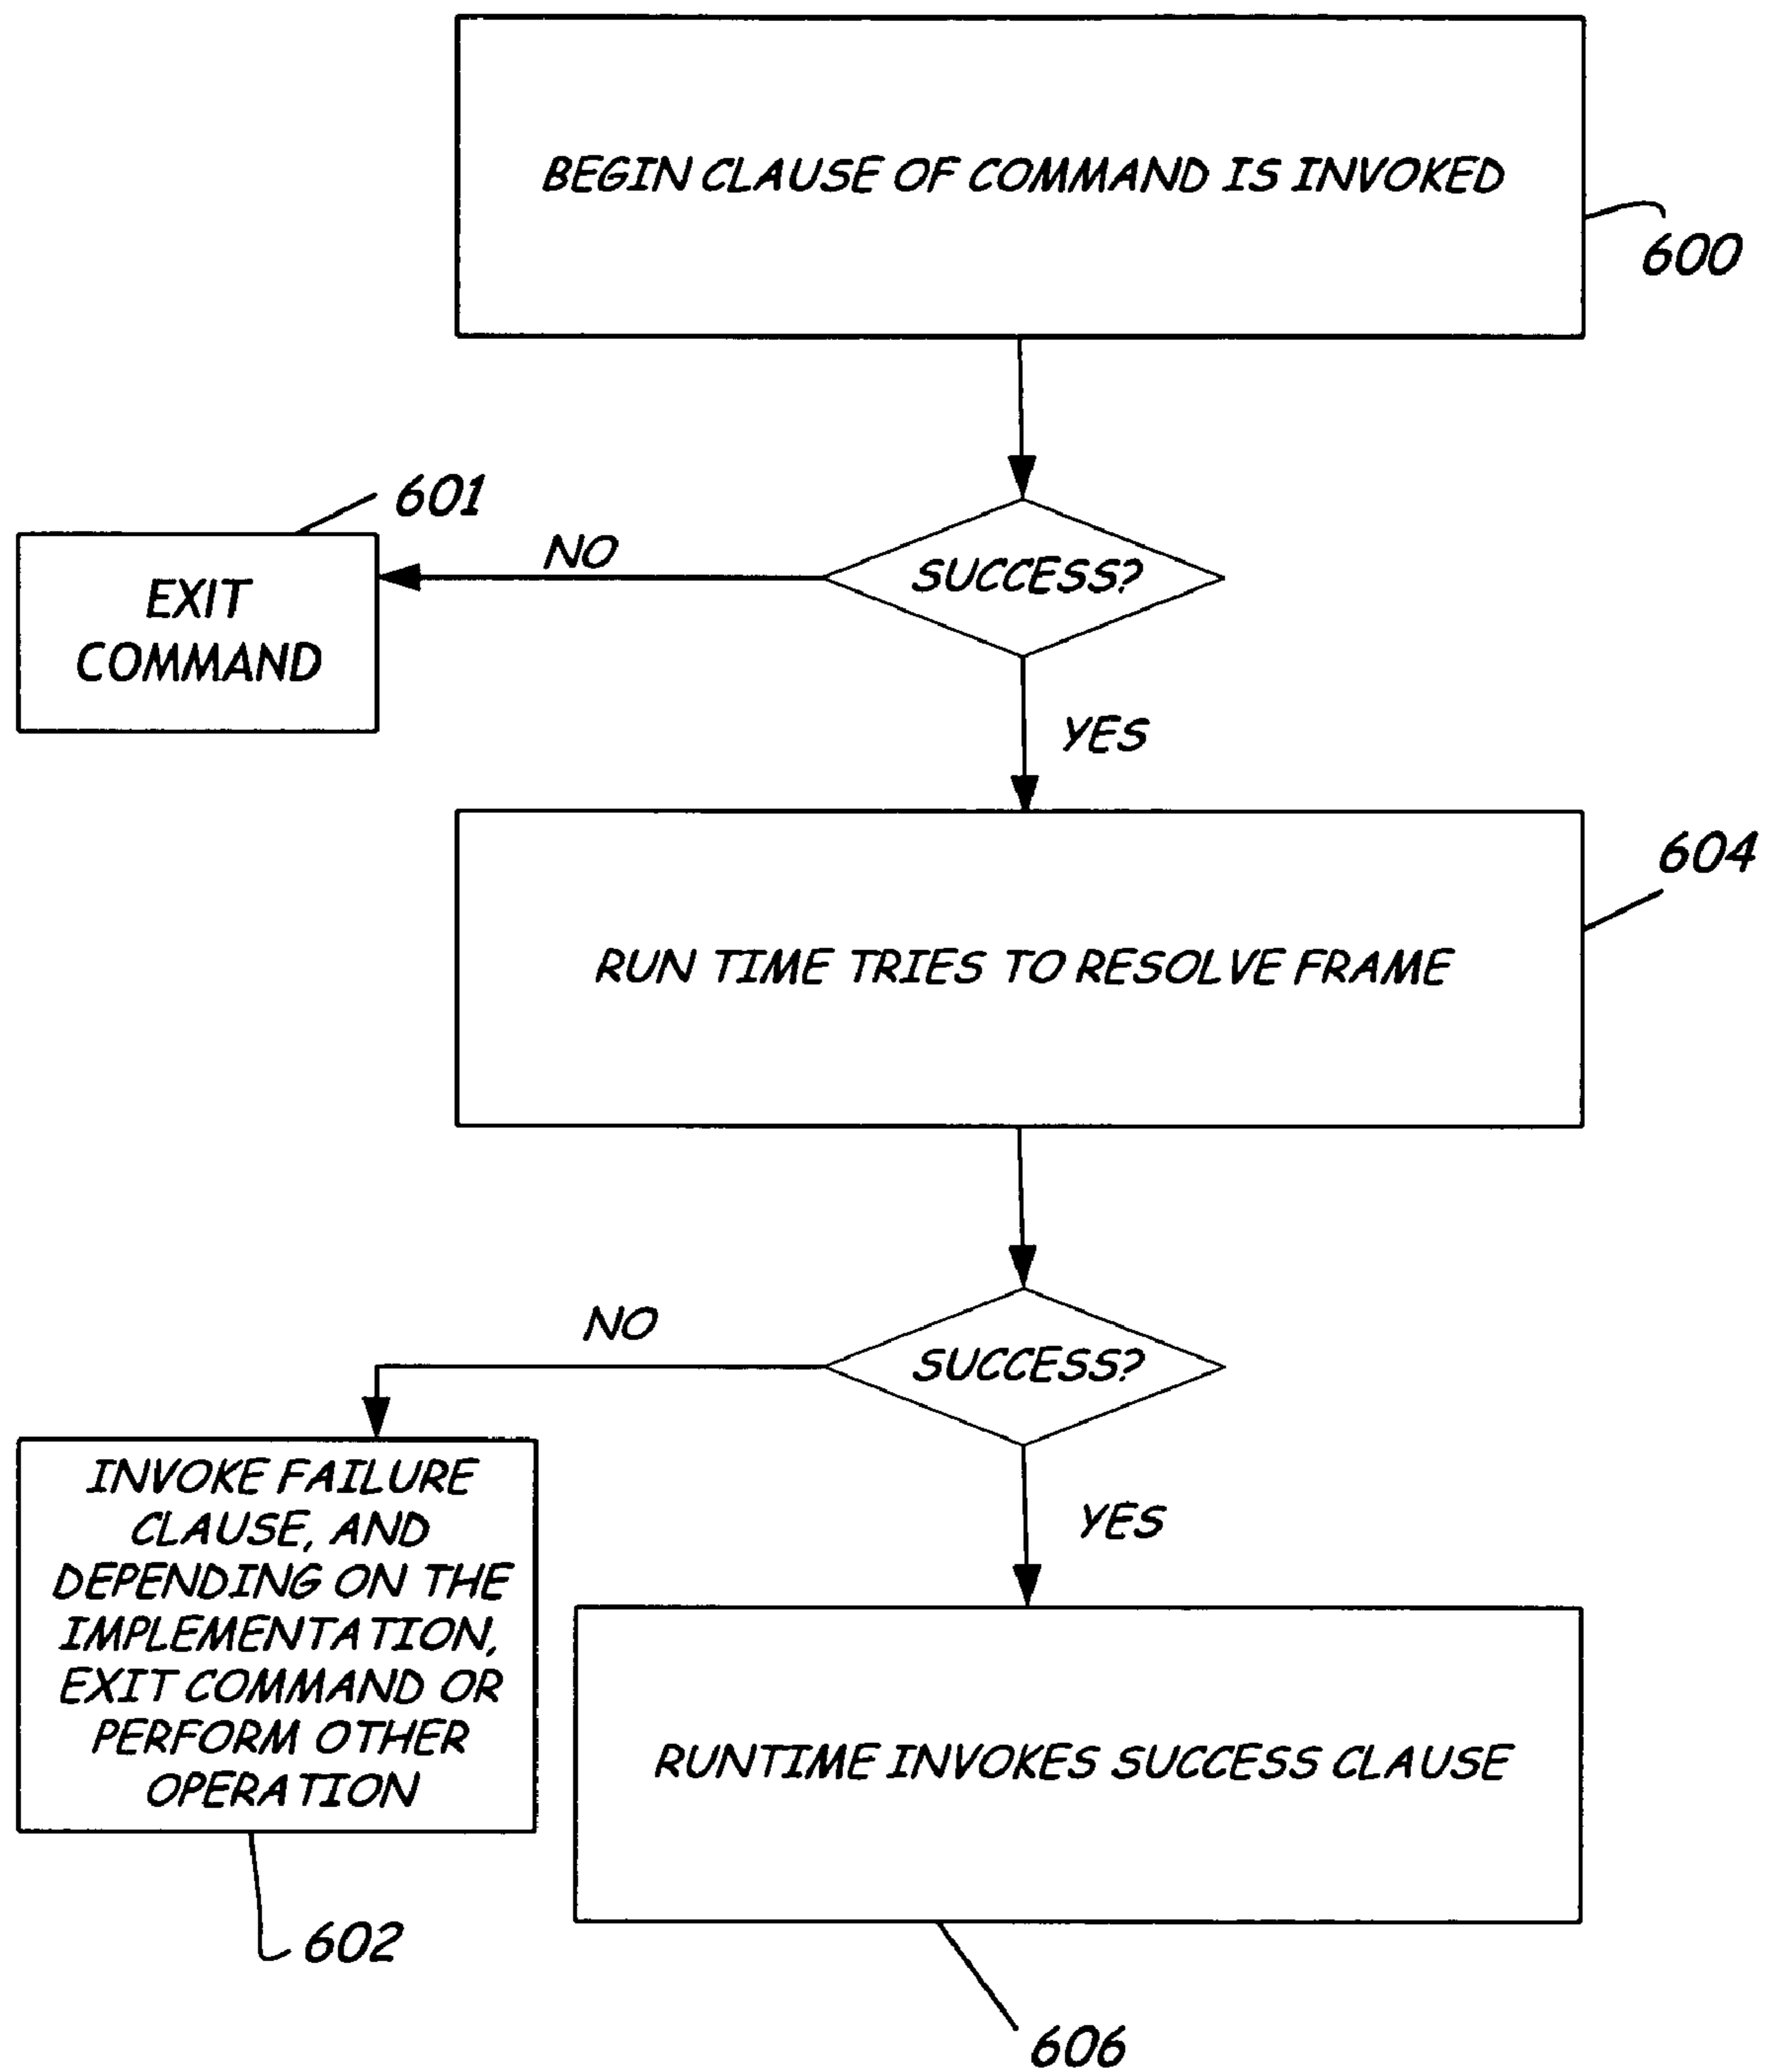 BEGIN CLAUSE OF COMMAND IS INVOKED
600
601
EXIT
COMMAND
NO
SUCCESS?
YES
604
RUN TIME TRIES TO RESOLVE FRAME
NO
SUCCESS?
YES
INVOKE FAILURE
CLAUSE, AND
DEPENDING ON THE
IMPLEMENTATION,
EXIT COMMAND OR
PERFORM OTHER
OPERATION
RUNTIME INVOKES SUCCESS CLAUSE
602
606